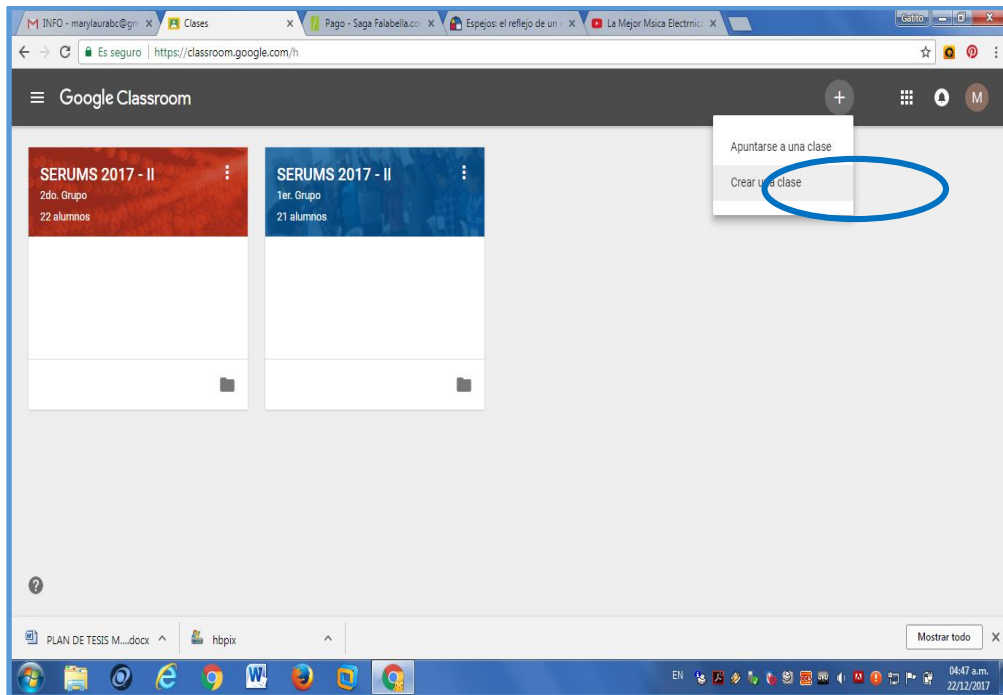 INFO - marylaurabc@gm
Clases
Pago - Saga Falabella.co
Espejos: el reflejo de un
La Mejor Msica Electrnic
Gatito
Es seguro
https://classroom.google.com/h
Google Classroom
M
Apuntarse a una clase
Crear una clase
SERUMS 2017 - II
2do. Grupo
22 alumnos
SERUMS 2017 - II
1er. Grupo
21 alumnos
PLAN DE TESIS M....docx
hbpix
Mostrar todo
EN
04:47 a.m.
22/12/2017